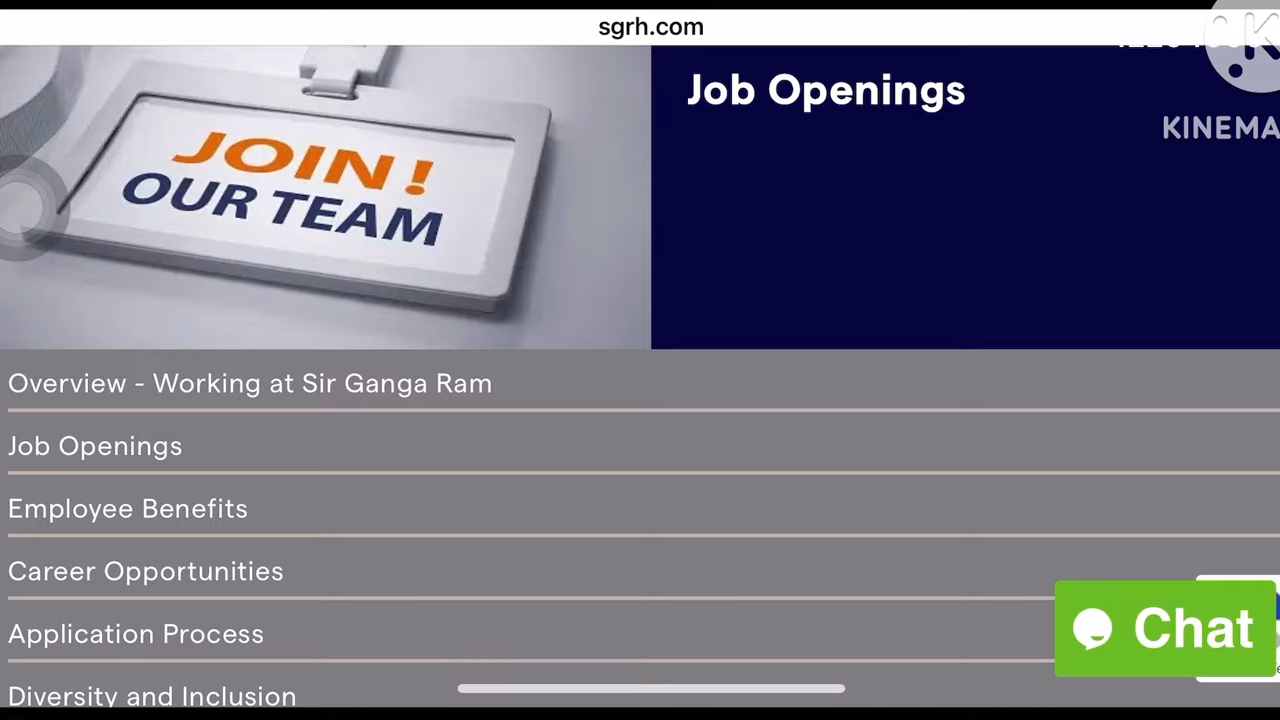 sgrh.com
Job Openings
KINEMA
JOIN!
OUR TEAM
Overview - Working at Sir Ganga Ram
Job Openings
Employee Benefits
Career Opportunities
Application Process
Diversity and Inclusion
Chat